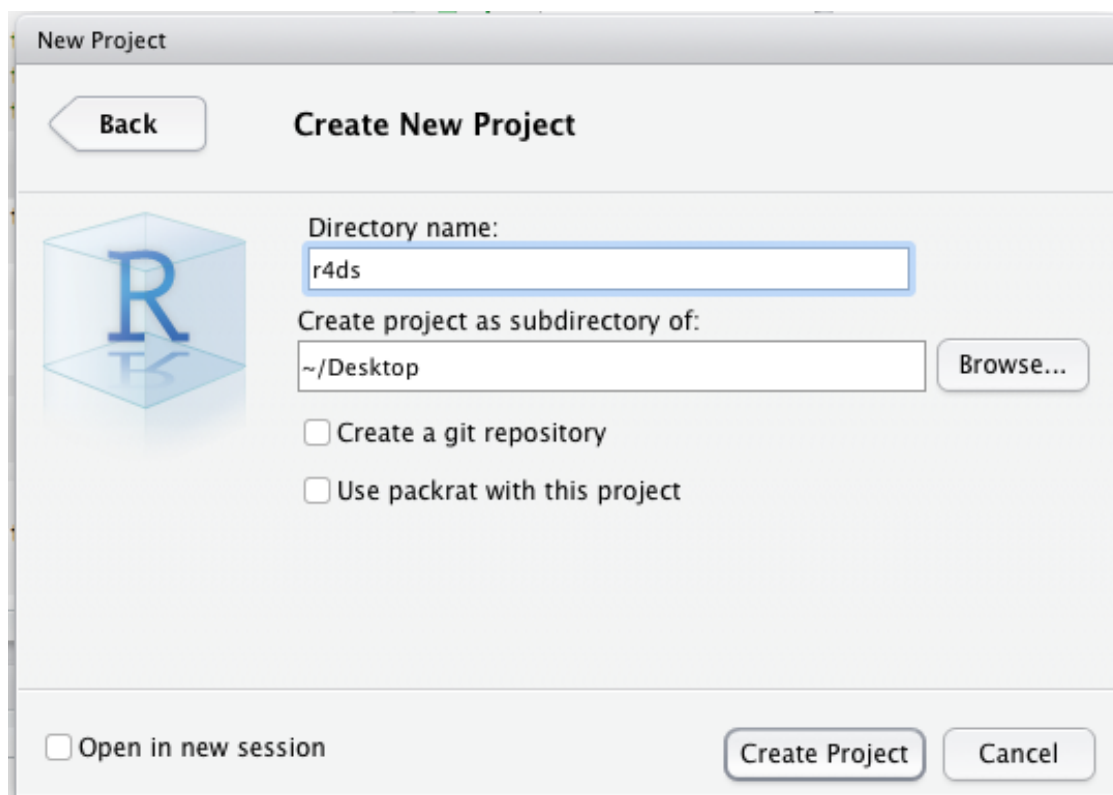 New Project
Back
Create New Project
R
Directory name:
r4ds
Create project as subdirectory of:
~/Desktop
Browse...
Create a git repository
Use packrat with this project
Open in new session
Create Project
Cancel